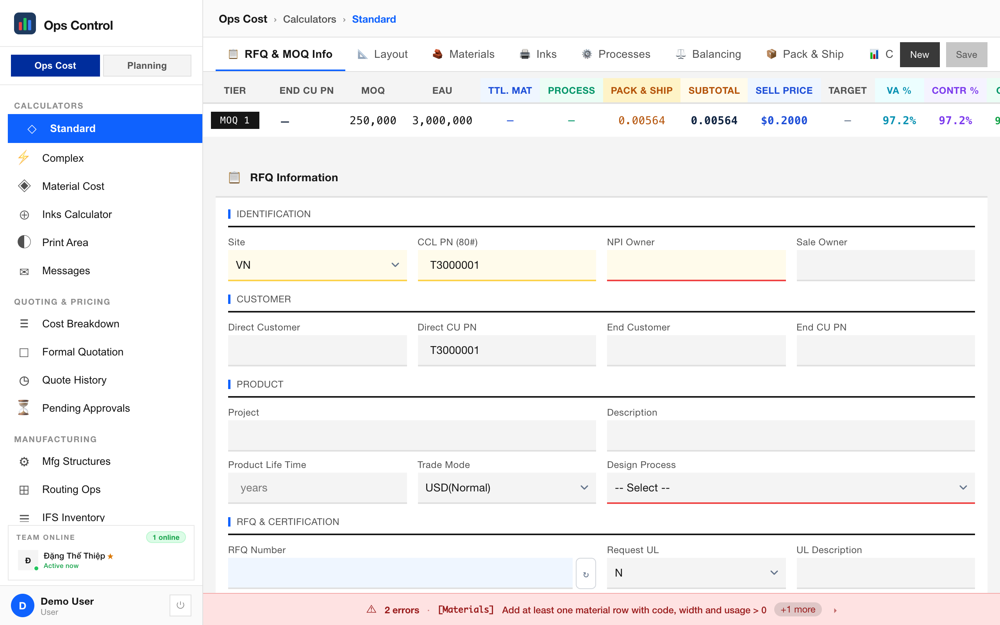 Ops Control
Ops Cost
Planning
CALCULATORS
Standard
Complex
Material Cost
Inks Calculator
Print Area
Messages
QUOTING & PRICING
Cost Breakdown
Formal Quotation
Quote History
Pending Approvals
MANUFACTURING
Mfg Structures
Routing Ops
IFS Inventory
TEAM ONLINE 1 online
Đ Đặng Thế Thiệp ★
Active now
D Demo User
User
Ops Cost › Calculators › Standard
RFQ & MOQ Info Layout Materials Inks Processes Balancing Pack & Ship C New Save
TIER END CU PN MOQ EAU TTL. MAT PROCESS PACK & SHIP SUBTOTAL SELL PRICE TARGET VA % CONTR %
MOQ 1 — 250,000 3,000,000 — — 0.00564 0.00564 $0.2000 — 97.2% 97.2% 9
RFQ Information
IDENTIFICATION
Site CCL PN (80#) NPI Owner Sale Owner
VN T3000001
CUSTOMER
Direct Customer Direct CU PN End Customer End CU PN
T3000001
PRODUCT
Project Description
Product Life Time Trade Mode Design Process
years USD(Normal) -- Select --
RFQ & CERTIFICATION
RFQ Number Request UL UL Description
N
2 errors · [Materials] Add at least one material row with code, width and usage > 0 +1 more